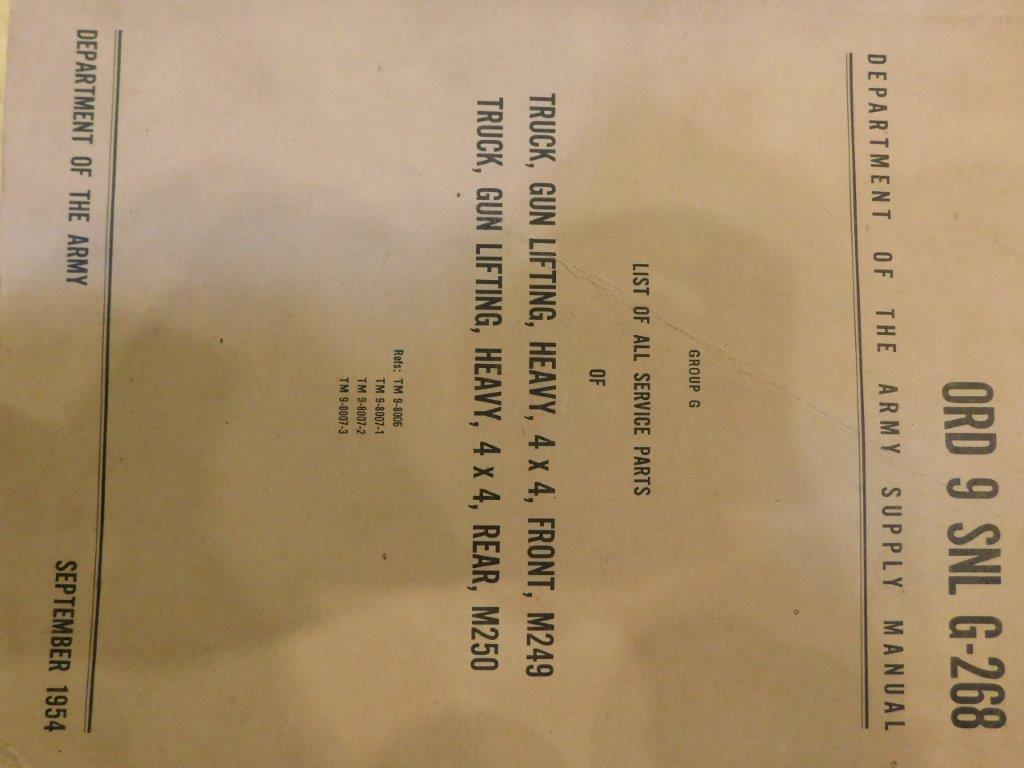 ORD 9 SNL G-268
DEPARTMENT OF THE ARMY SUPPLY MANUAL
GROUP G
LIST OF ALL SERVICE PARTS
OF
TRUCK, GUN LIFTING, HEAVY, 4 x 4, FRONT, M249
TRUCK, GUN LIFTING, HEAVY, 4 x 4, REAR, M250
Refs: TM 9-8006
TM 9-8007-1
TM 9-8007-2
TM 9-8007-3
DEPARTMENT OF THE ARMY SEPTEMBER 1954